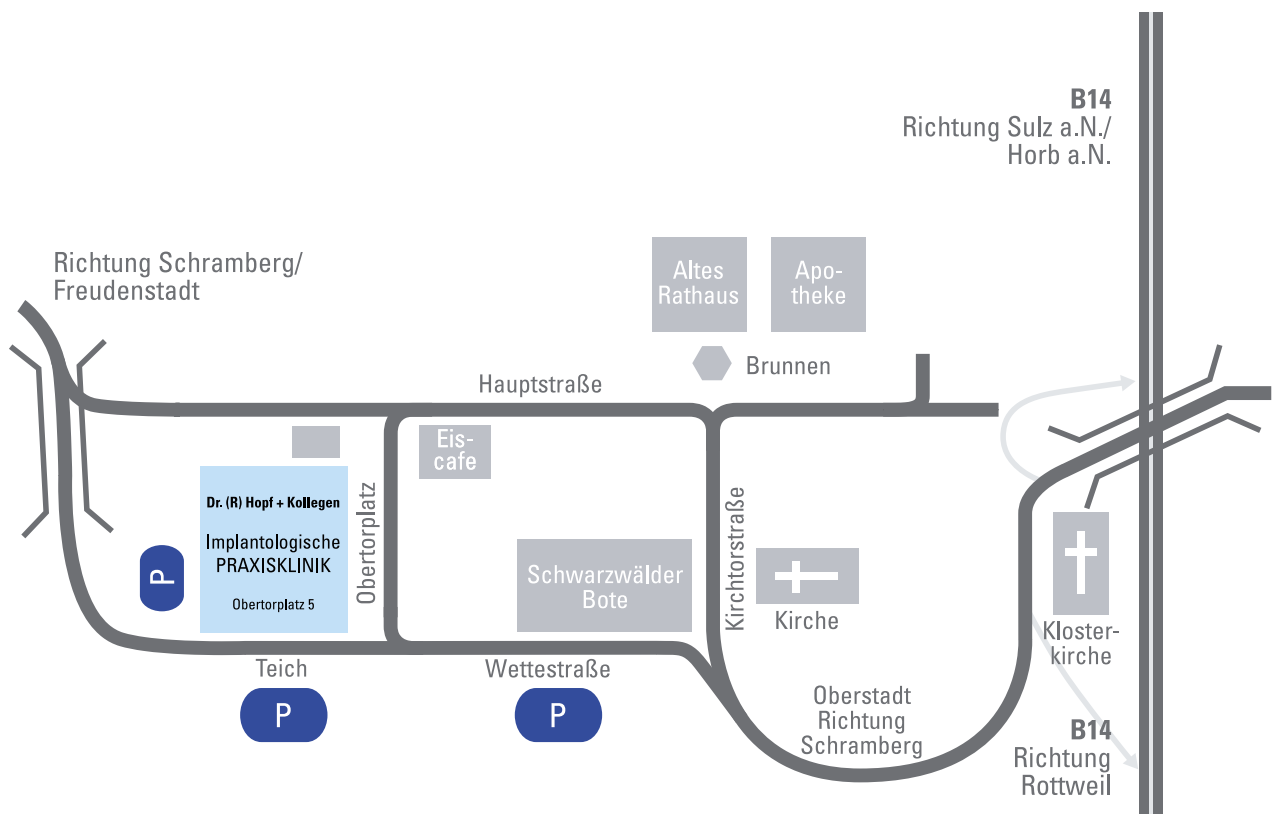 B14
Richtung Sulz a.N./
Horb a.N.
Richtung Schramberg/
Freudenstadt
Altes
Rathaus
Apo-
theke
Brunnen
Hauptstraße
Eis-
cafe
Dr. (R) Hopf + Kollegen
Implantologische
PRAXISKLINIK
Obertorplatz 5
P
Obertorplatz
Schwarzwälder
Bote
Kirchtorstraße
Kirche
Kloster-
kirche
Teich
P
Wettestraße
P
Oberstadt
Richtung
Schramberg
B14
Richtung
Rottweil